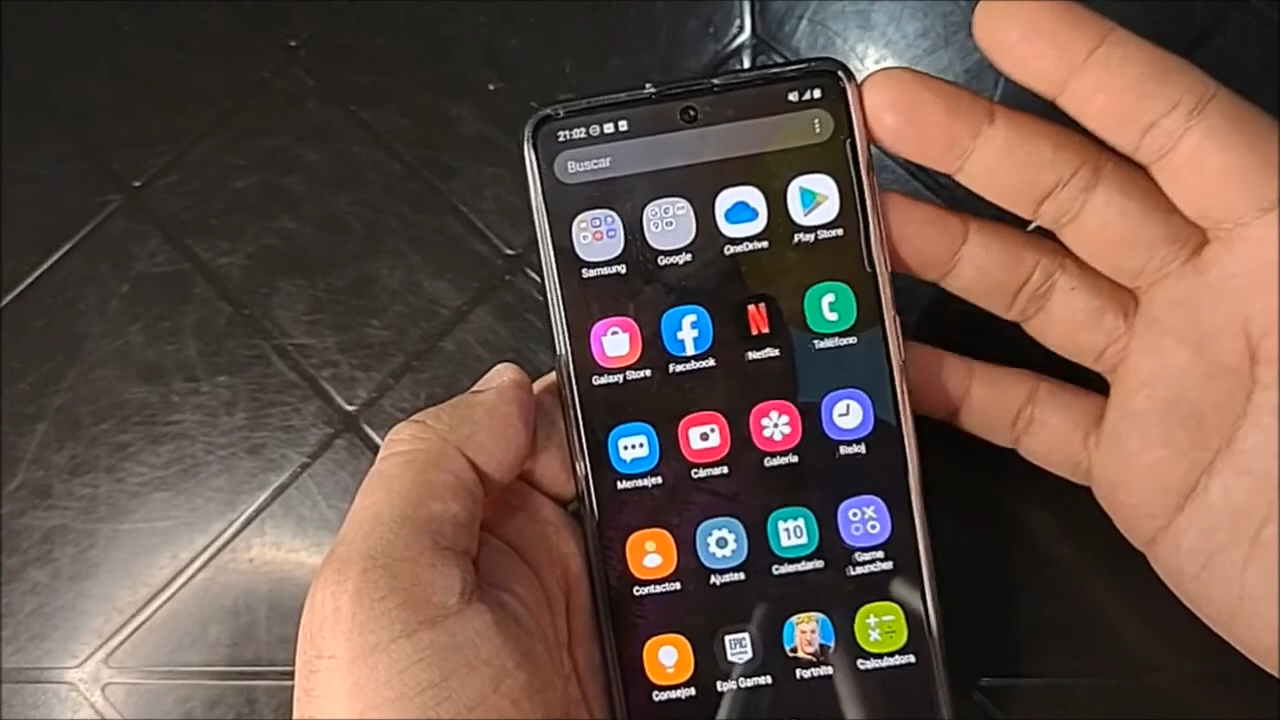 21:02
Buscar
Samsung
Google
OneDrive
Play Store
Galaxy Store
Facebook
N
Netflix
Teléfono
Mensajes
Cámara
Galería
Reloj
Contactos
Ajustes
10
Calendario
Game
Launcher
Consejos
EPIC
Epic Games
Fortnite
Calculadora